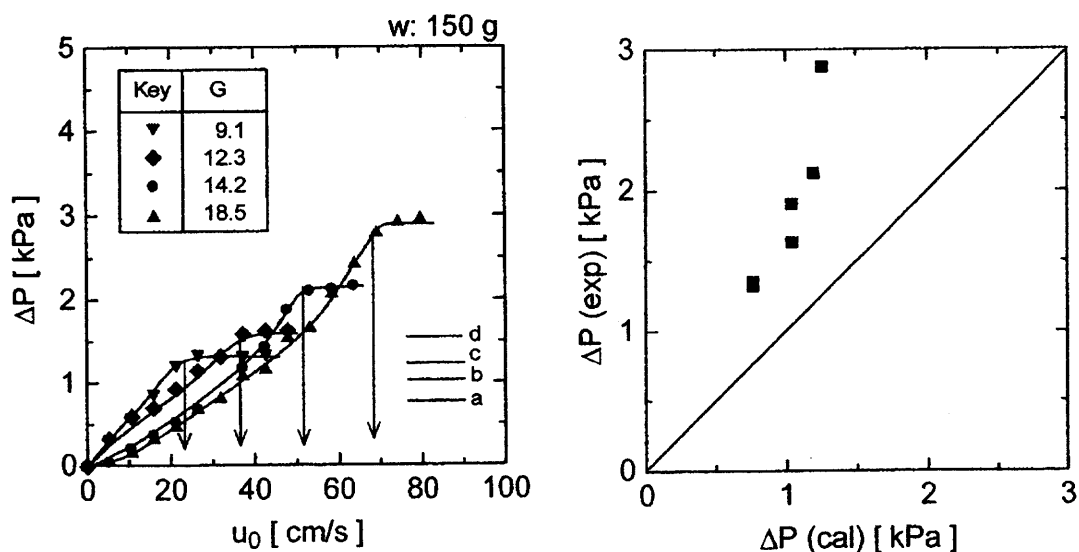 w: 150 g
5
4
3
2
1
0
ΔP [ kPa ]
Key G
9.1
12.3
14.2
18.5
d
c
b
a
0 20 40 60 80 100
u0 [ cm/s ]
3
2
1
0
ΔP (exp) [ kPa ]
0 1 2 3
ΔP (cal) [ kPa ]